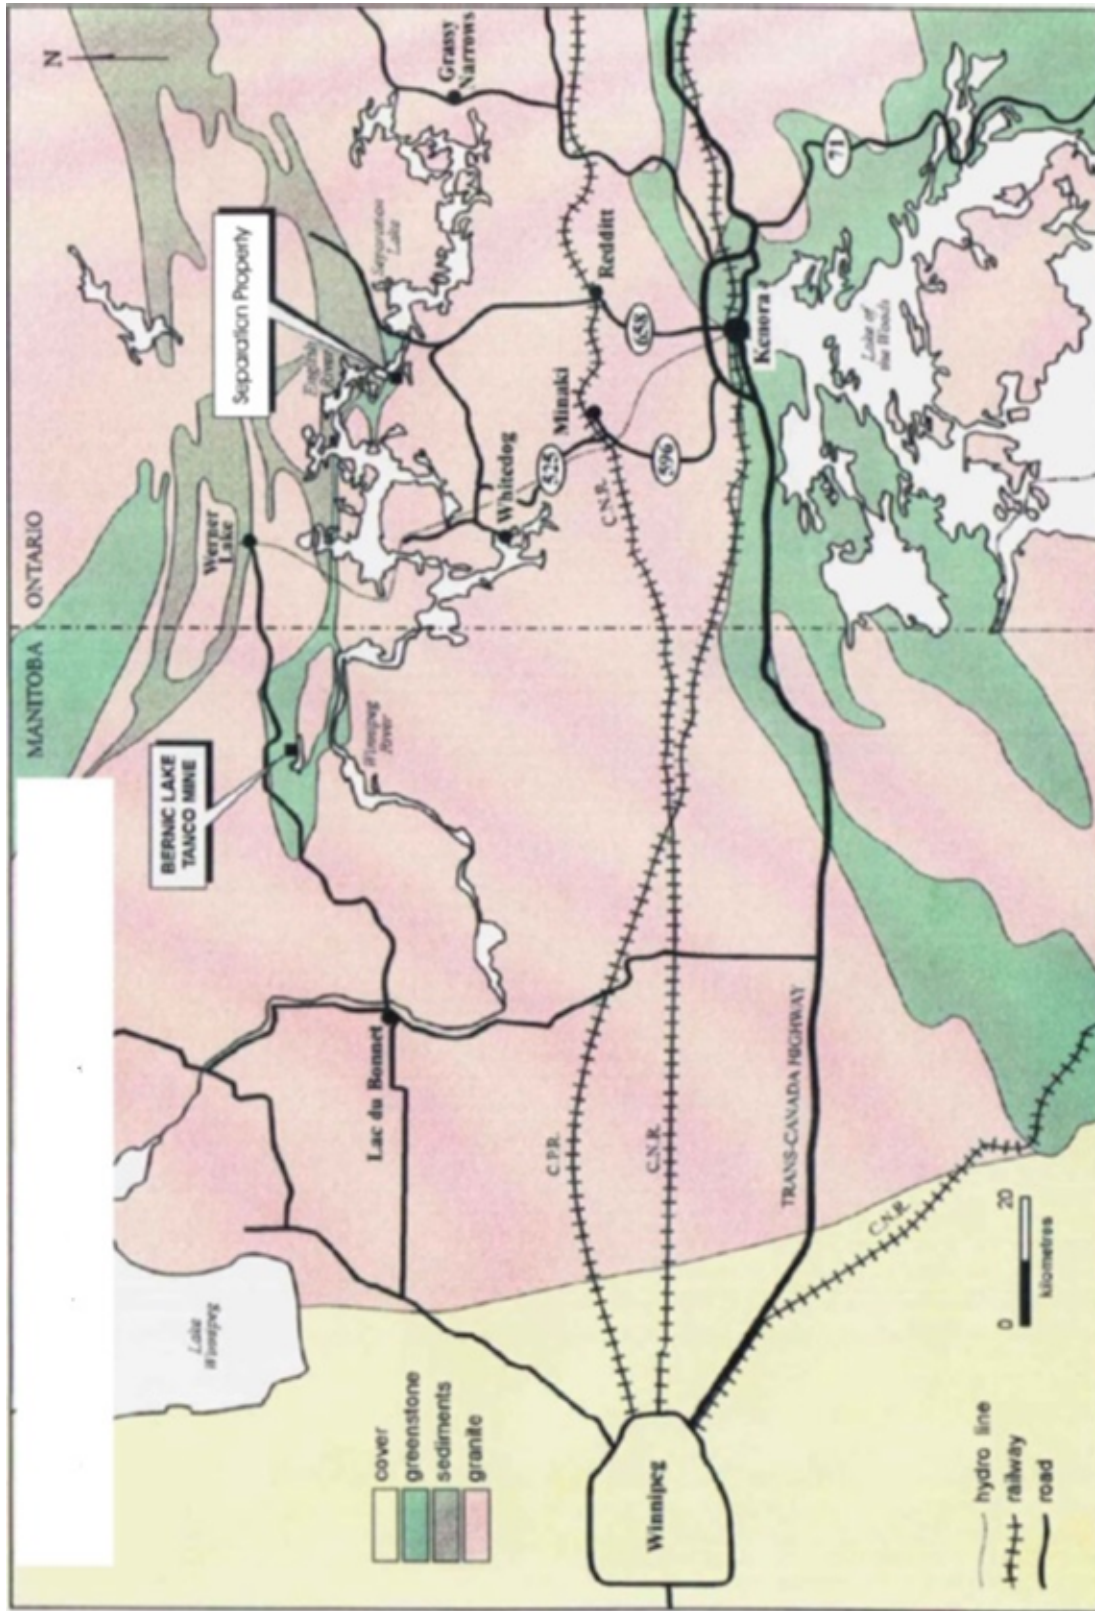 MANITOBA
ONTARIO
N
BERNIC LAKE
TANCO MINE
Separation Property
Werner
Lake
English
River
Separation
Lake
Grassy
Narrows
Lake
Winnipeg
Winnipeg
River
Lac du Bonnet
Whitedog
525
Minaki
596
Redditt
658
Kenora
71
Lake of
the Woods
C.N.R.
C.P.R.
C.N.R.
TRANS-CANADA HIGHWAY
C.N.R.
Winnipeg
cover
greenstone
sediments
granite
hydro line
railway
road
0
20
kilometres